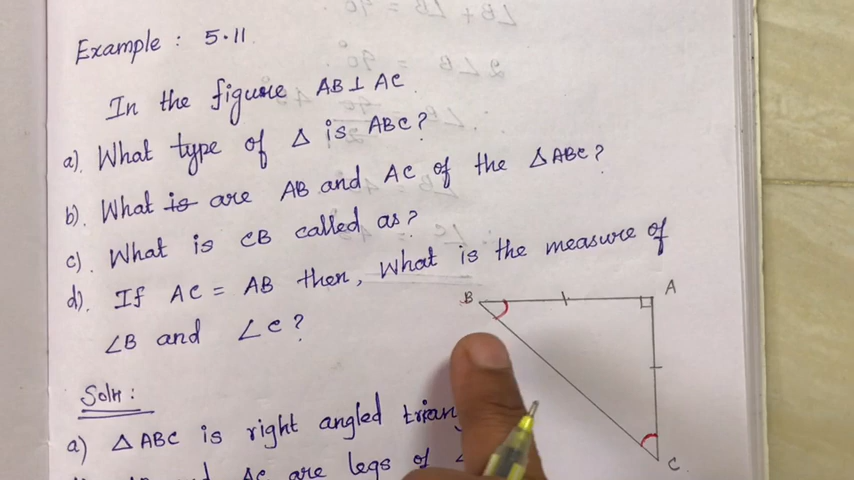 Example : 5.11
In the figure AB ⊥ AC
a). What type of Δ is ABC?
b). What is are AB and AC of the ΔABC?
c). What is CB called as?
d). If AC = AB then, What is the measure of
∠B and ∠C?
B
A
C
Soln :
a) ΔABC is right angled trian
AC are legs of